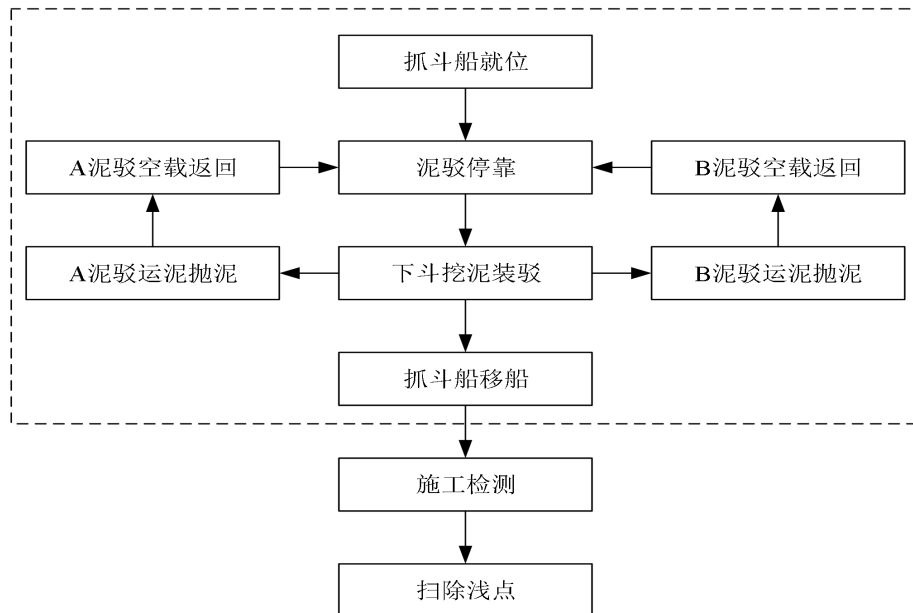 抓斗船就位
A泥驳空载返回
泥驳停靠
B泥驳空载返回
A泥驳运泥抛泥
下斗挖泥装驳
B泥驳运泥抛泥
抓斗船移船
施工检测
扫除浅点